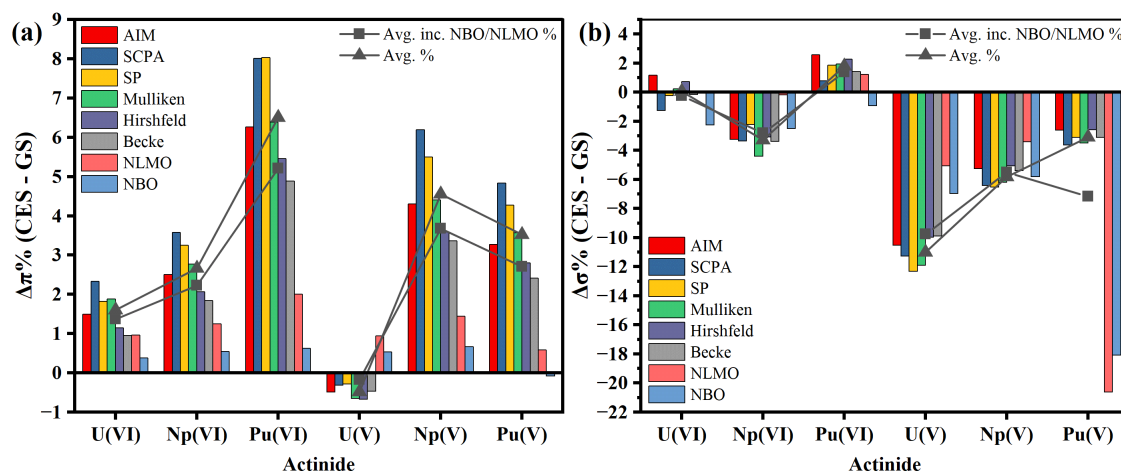 (a)
AIM
SCPA
SP
Mulliken
Hirshfeld
Becke
NLMO
NBO
Avg. inc. NBO/NLMO %
Avg. %
Δπ% (CES - GS)
9
8
7
6
5
4
3
2
1
0
−1
U(VI) Np(VI) Pu(VI) U(V) Np(V) Pu(V)
Actinide
(b)
Avg. inc. NBO/NLMO %
Avg. %
AIM
SCPA
SP
Mulliken
Hirshfeld
Becke
NLMO
NBO
Δσ% (CES - GS)
6
4
2
0
−2
−4
−6
−8
−10
−12
−14
−16
−18
−20
−22
U(VI) Np(VI) Pu(VI) U(V) Np(V) Pu(V)
Actinide